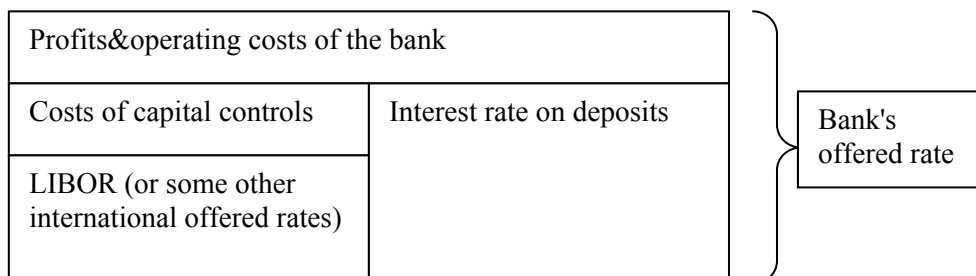 Profits&operating costs of the bank
Costs of capital controls
LIBOR (or some other
international offered rates)
Interest rate on deposits
Bank's
offered rate